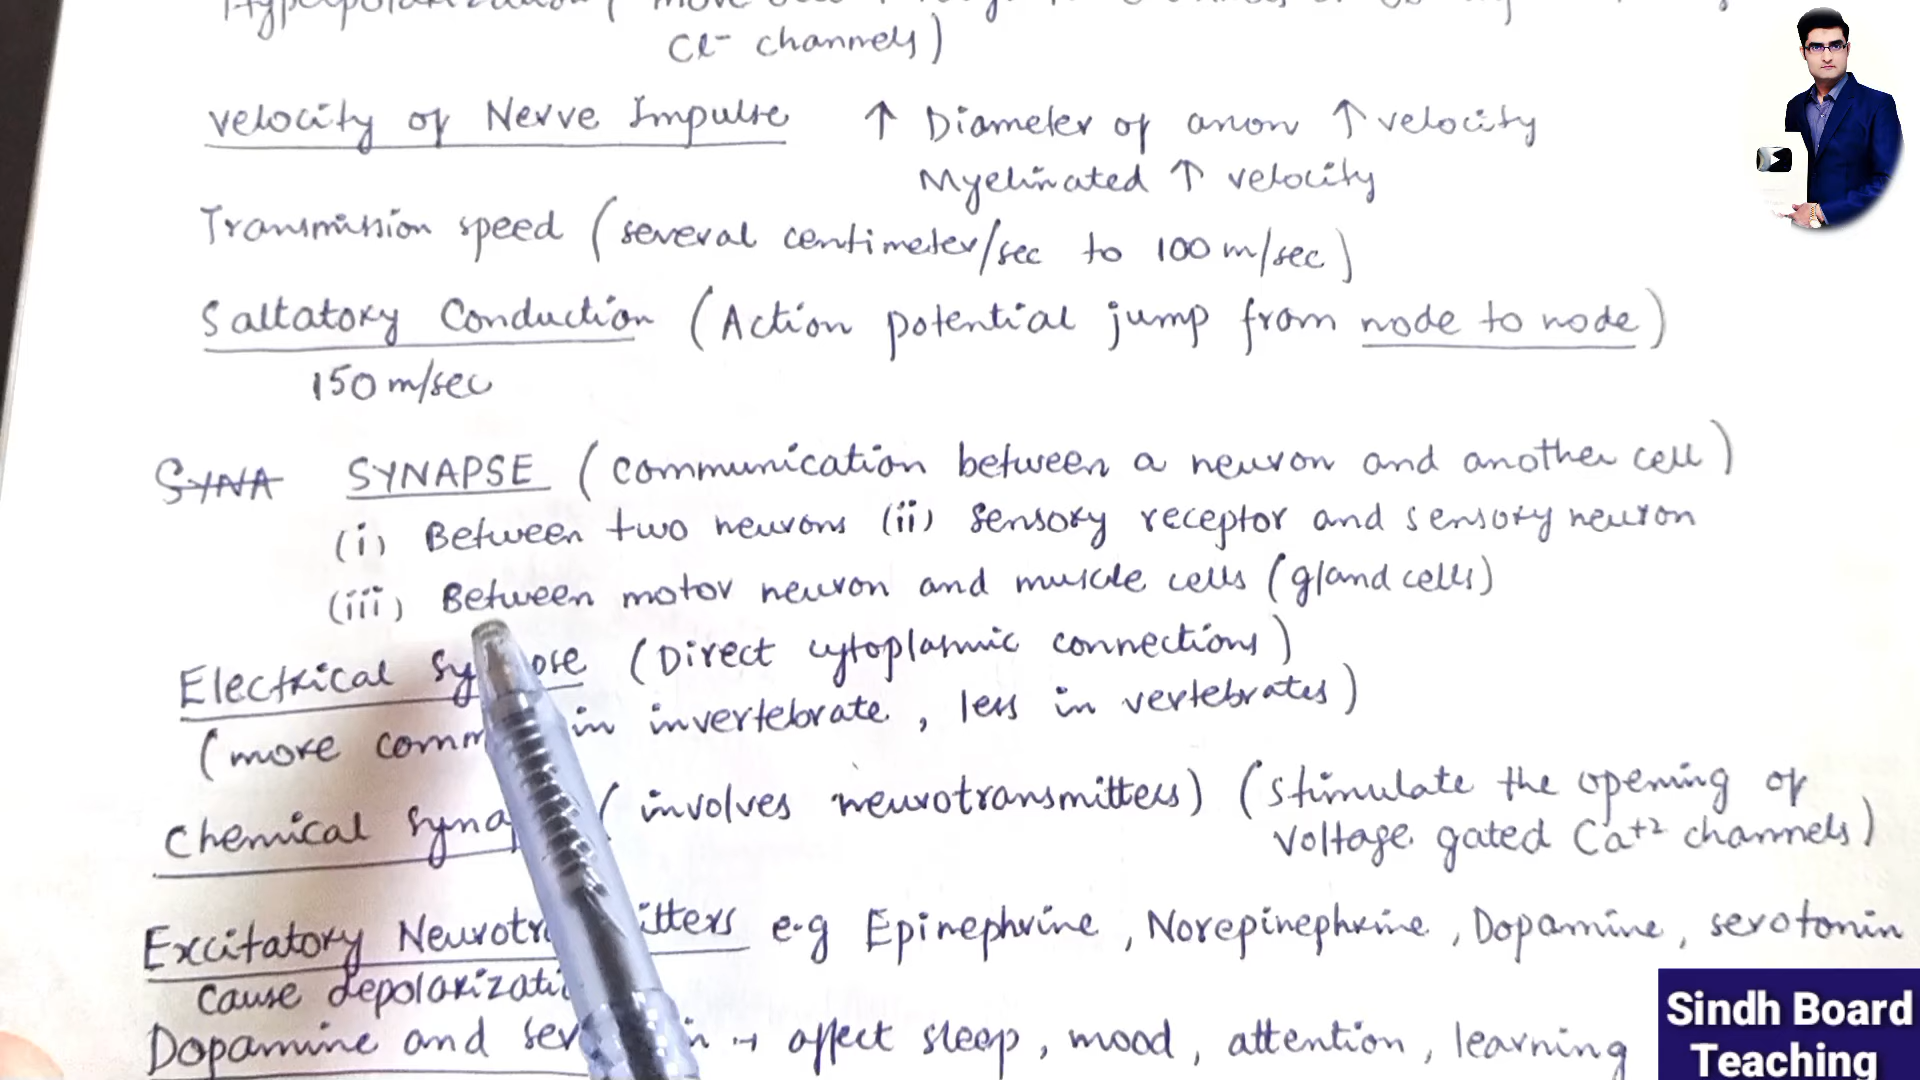 Cl- channels)
Velocity of Nerve Impulse ↑ Diameter of axon ↑ velocity
Myelinated ↑ velocity
Transmission speed (several centimeter/sec to 100 m/sec)
Saltatory Conduction (Action potential jump from node to node)
150 m/sec
SYNA SYNAPSE (communication between a neuron and another cell)
(i) Between two neurons (ii) sensory receptor and sensory neuron
(iii) Between motor neuron and muscle cells (gland cells)
Electrical (Direct cytoplasmic connections)
(more in invertebrate, less in vertebrates)
Chemical (involves neurotransmitters) (stimulate the opening of
voltage gated Ca+2 channels)
Excitatory e.g Epinephrine, Norepinephrine, Dopamine, serotonin
cause
Dopamine and → affect sleep, mood, attention, learning
Sindh Board
Teaching